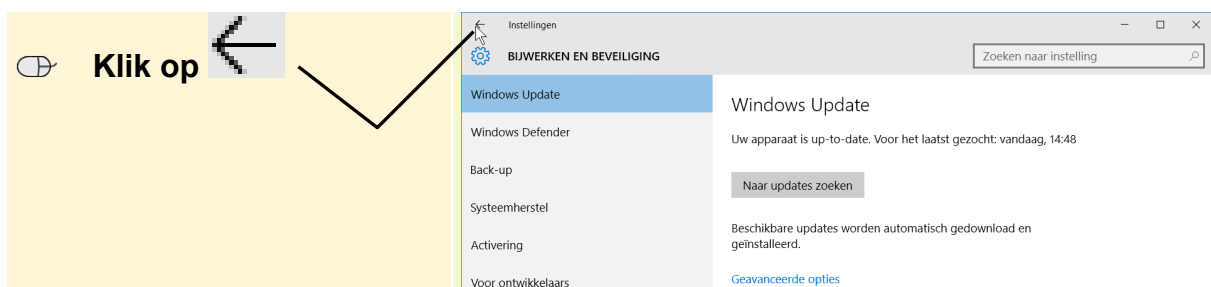 Klik op
Instellingen
BIJWERKEN EN BEVEILIGING
Zoeken naar instelling
Windows Update
Windows Defender
Back-up
Systeemherstel
Activering
Voor ontwikkelaars
Windows Update
Uw apparaat is up-to-date. Voor het laatst gezocht: vandaag, 14:48
Naar updates zoeken
Beschikbare updates worden automatisch gedownload en
geïnstalleerd.
Geavanceerde opties